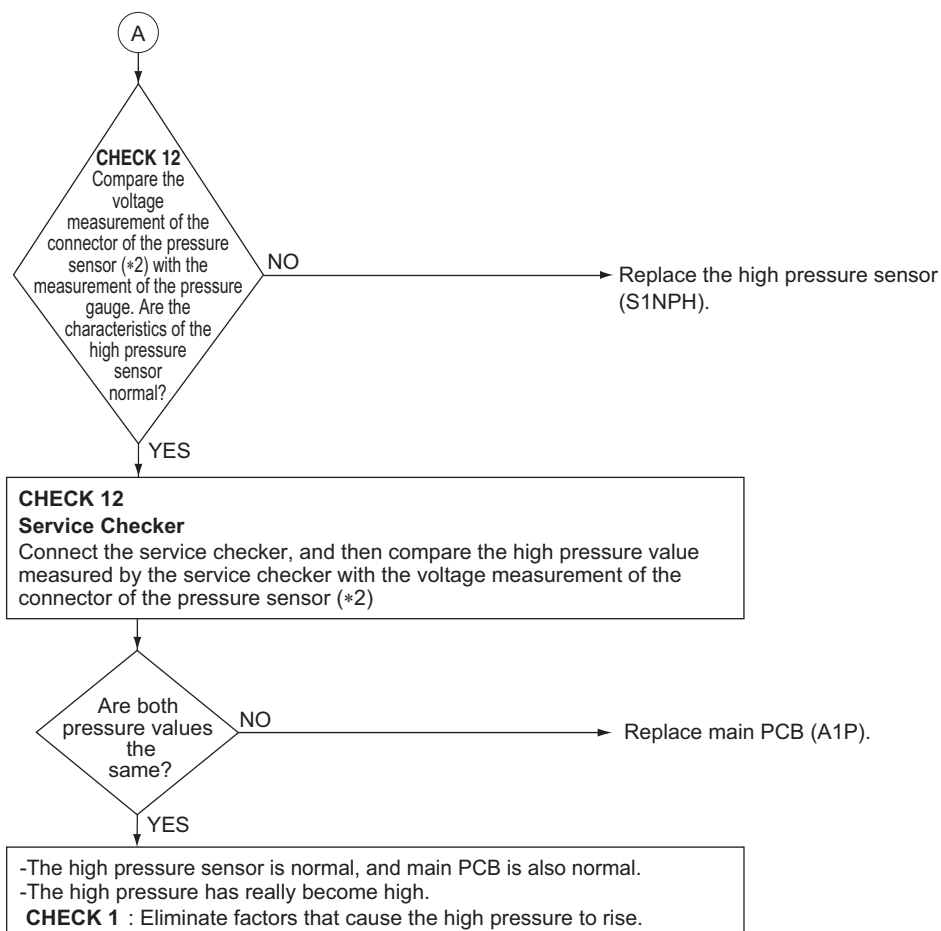 A
CHECK 12
Compare the
voltage
measurement of the
connector of the pressure
sensor (*2) with the
measurement of the pressure
gauge. Are the
characteristics of the
high pressure
sensor
normal?
NO
Replace the high pressure sensor
(S1NPH).
YES
CHECK 12
Service Checker
Connect the service checker, and then compare the high pressure value
measured by the service checker with the voltage measurement of the
connector of the pressure sensor (*2)
Are both
pressure values
the
same?
NO
Replace main PCB (A1P).
YES
-The high pressure sensor is normal, and main PCB is also normal.
-The high pressure has really become high.
CHECK 1 : Eliminate factors that cause the high pressure to rise.